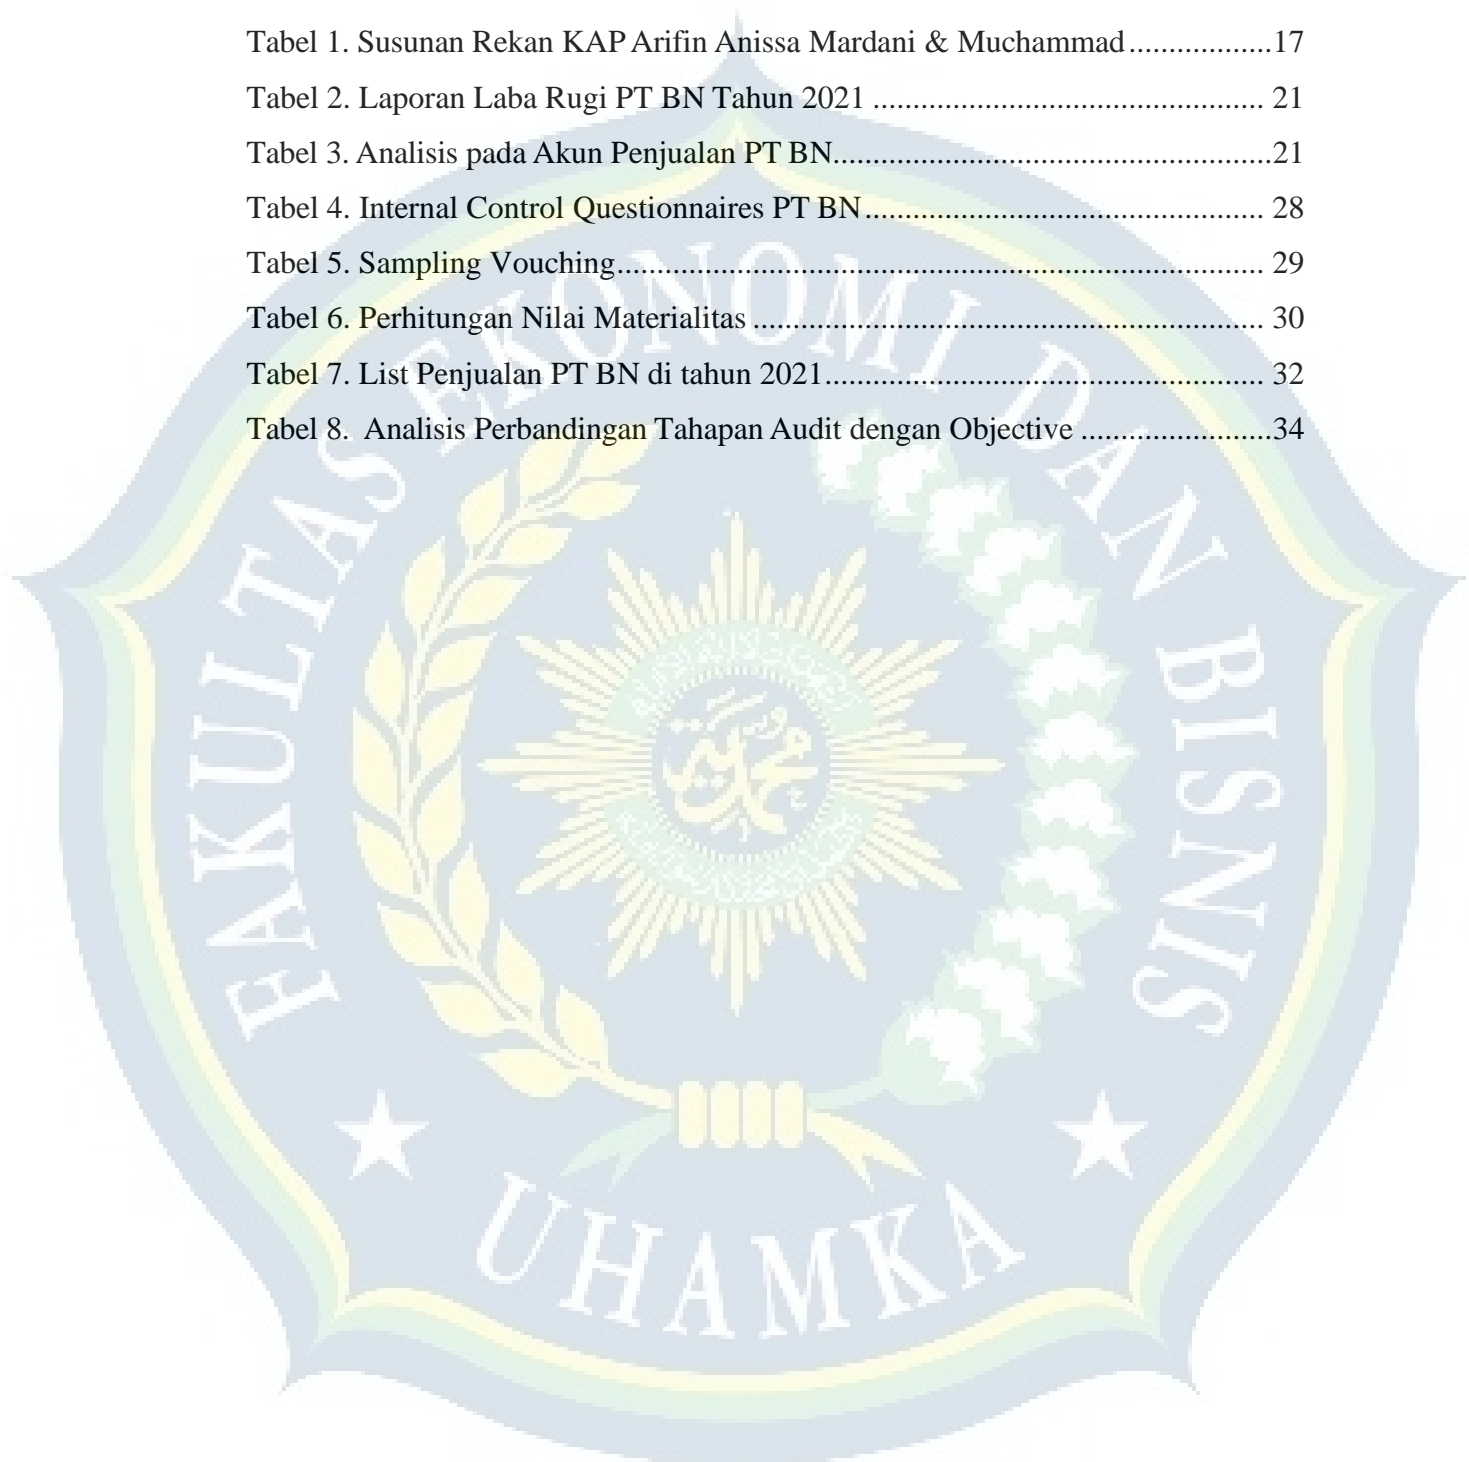 Tabel 1. Susunan Rekan KAP Arifin Anissa Mardani & Muchammad..................17
Tabel 2. Laporan Laba Rugi PT BN Tahun 2021 ................................................. 21
Tabel 3. Analisis pada Akun Penjualan PT BN.......................................................21
Tabel 4. Internal Control Questionnaires PT BN.................................................. 28
Tabel 5. Sampling Vouching................................................................................. 29
Tabel 6. Perhitungan Nilai Materialitas ................................................................ 30
Tabel 7. List Penjualan PT BN di tahun 2021....................................................... 32
Tabel 8.  Analisis Perbandingan Tahapan Audit dengan Objective ........................34
FAKULTAS EKONOMI DAN BISNIS
UHAMKA